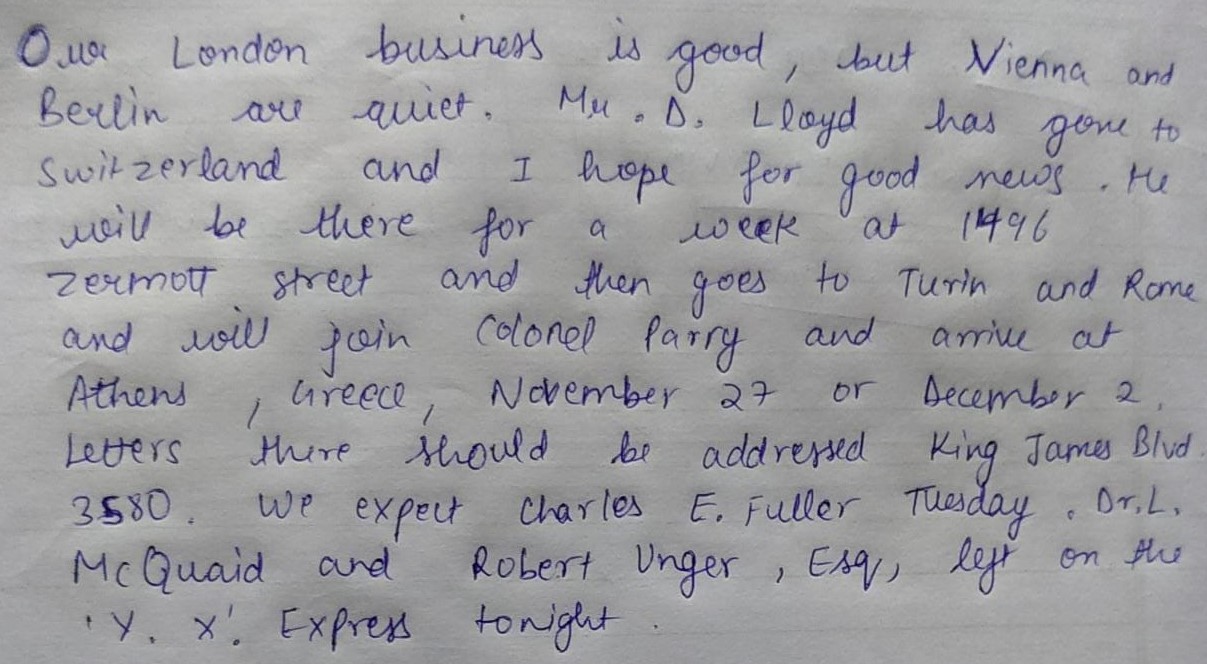 Our London business is good, but Vienna and
Berlin are quiet. Mr. D. Lloyd has gone to
Switzerland and I hope for good news. He
will be there for a week at 1496
Zermott street and then goes to Turin and Rome
and will join Colonel Parry and arrive at
Athens, Greece, November 27 or December 2.
Letters there should be addressed King James Blvd.
3580. We expect Charles E. Fuller Tuesday. Dr. L.
McQuaid and Robert Unger, Esq, left on the
'Y. X'. Express tonight.